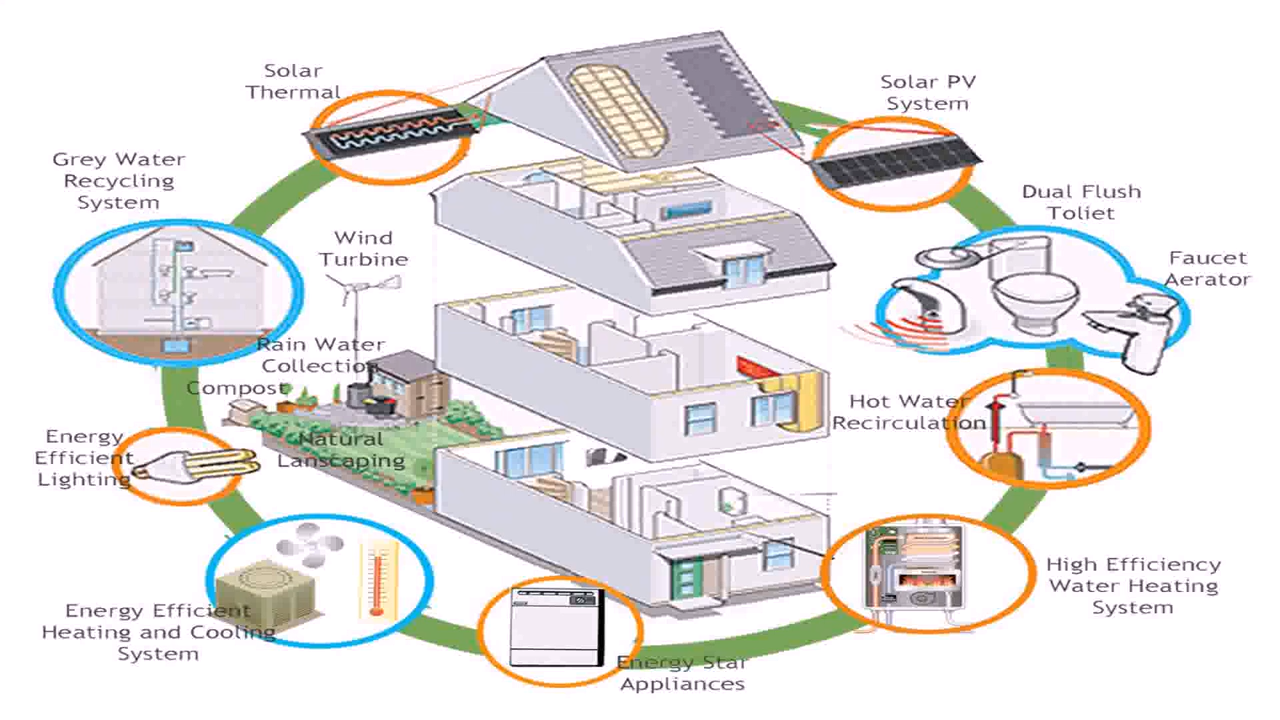 Solar
Thermal
Solar PV
System
Grey Water
Recycling
System
Dual Flush
Toliet
Wind
Turbine
Faucet
Aerator
Rain Water
Collection
Compost
Hot Water
Recirculation
Energy
Efficient
Lighting
Natural
Lanscaping
High Efficiency
Water Heating
System
Energy Efficient
Heating and Cooling
System
Energy Star
Appliances